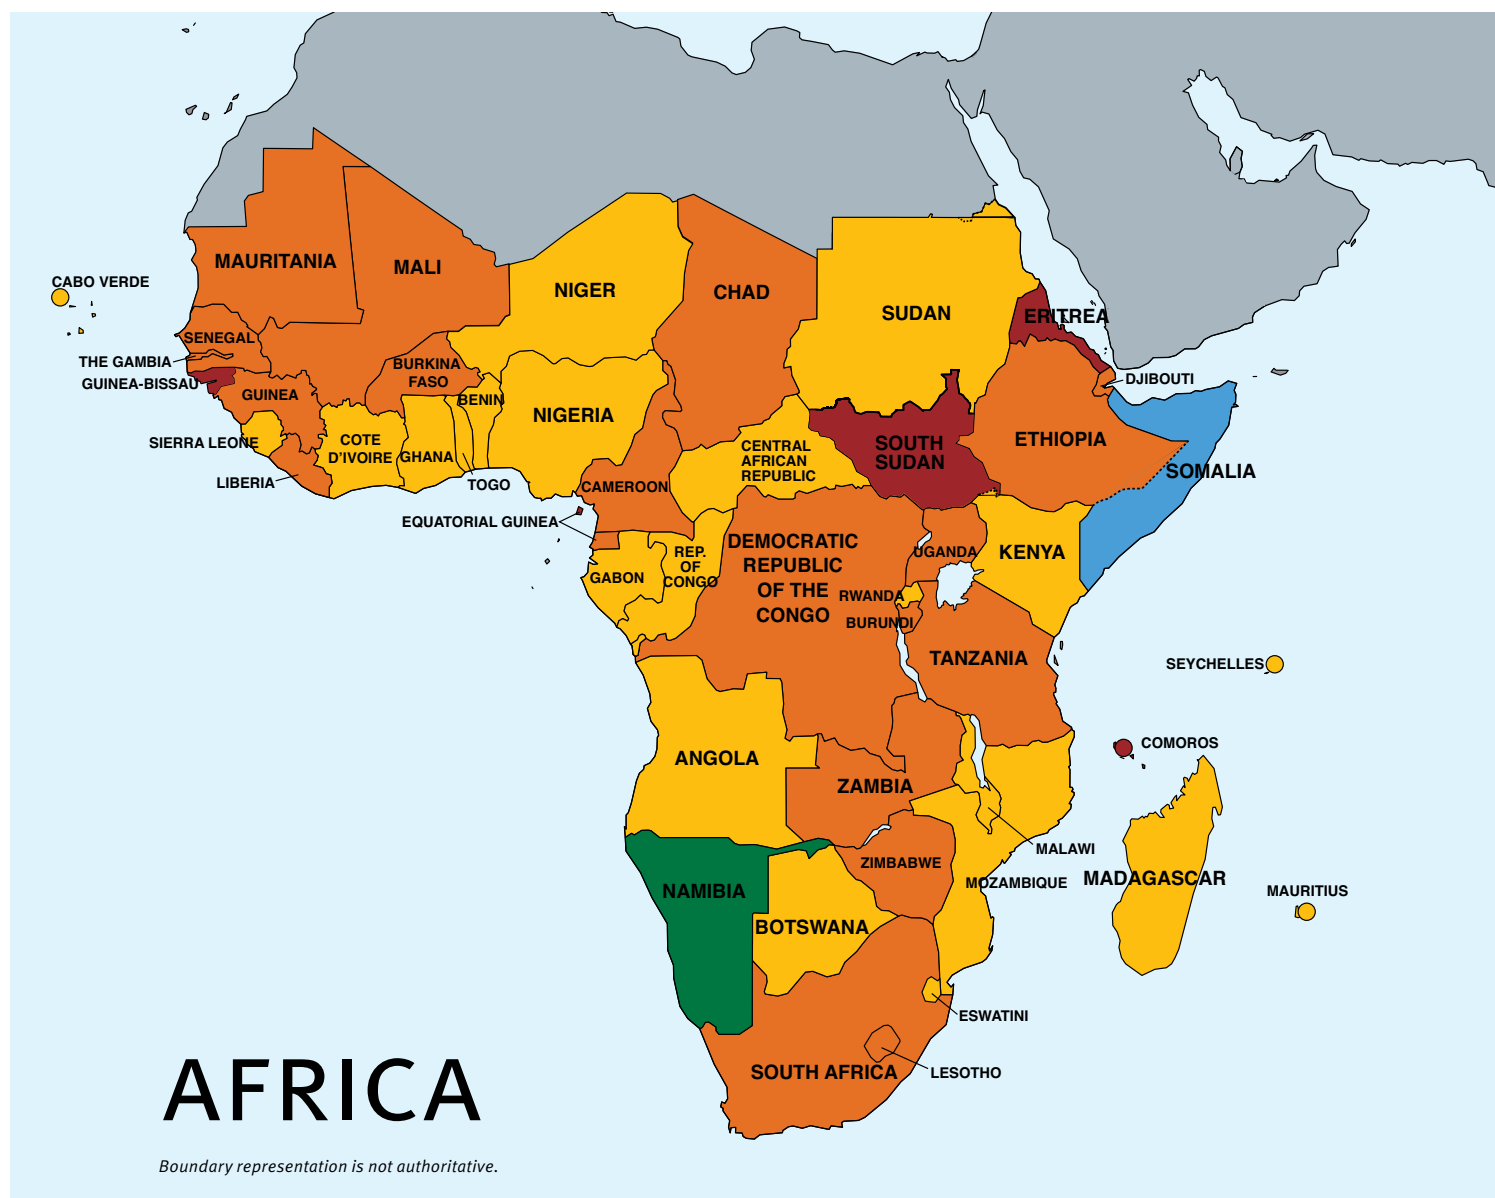 CABO VERDE
MAURITANIA
MALI
NIGER
CHAD
SUDAN
ERITREA
SENEGAL
THE GAMBIA
GUINEA-BISSAU
GUINEA
BURKINA
FASO
BENIN
NIGERIA
DJIBOUTI
SIERRA LEONE
COTE
D'IVOIRE
GHANA
CENTRAL
AFRICAN
REPUBLIC
SOUTH
SUDAN
ETHIOPIA
SOMALIA
LIBERIA
TOGO
CAMEROON
EQUATORIAL GUINEA
GABON
REP.
OF
CONGO
DEMOCRATIC
REPUBLIC
OF THE
CONGO
UGANDA
KENYA
RWANDA
BURUNDI
TANZANIA
SEYCHELLES
COMOROS
ANGOLA
ZAMBIA
MALAWI
ZIMBABWE
MOZAMBIQUE
MADAGASCAR
MAURITIUS
NAMIBIA
BOTSWANA
ESWATINI
SOUTH AFRICA
LESOTHO
AFRICA
Boundary representation is not authoritative.